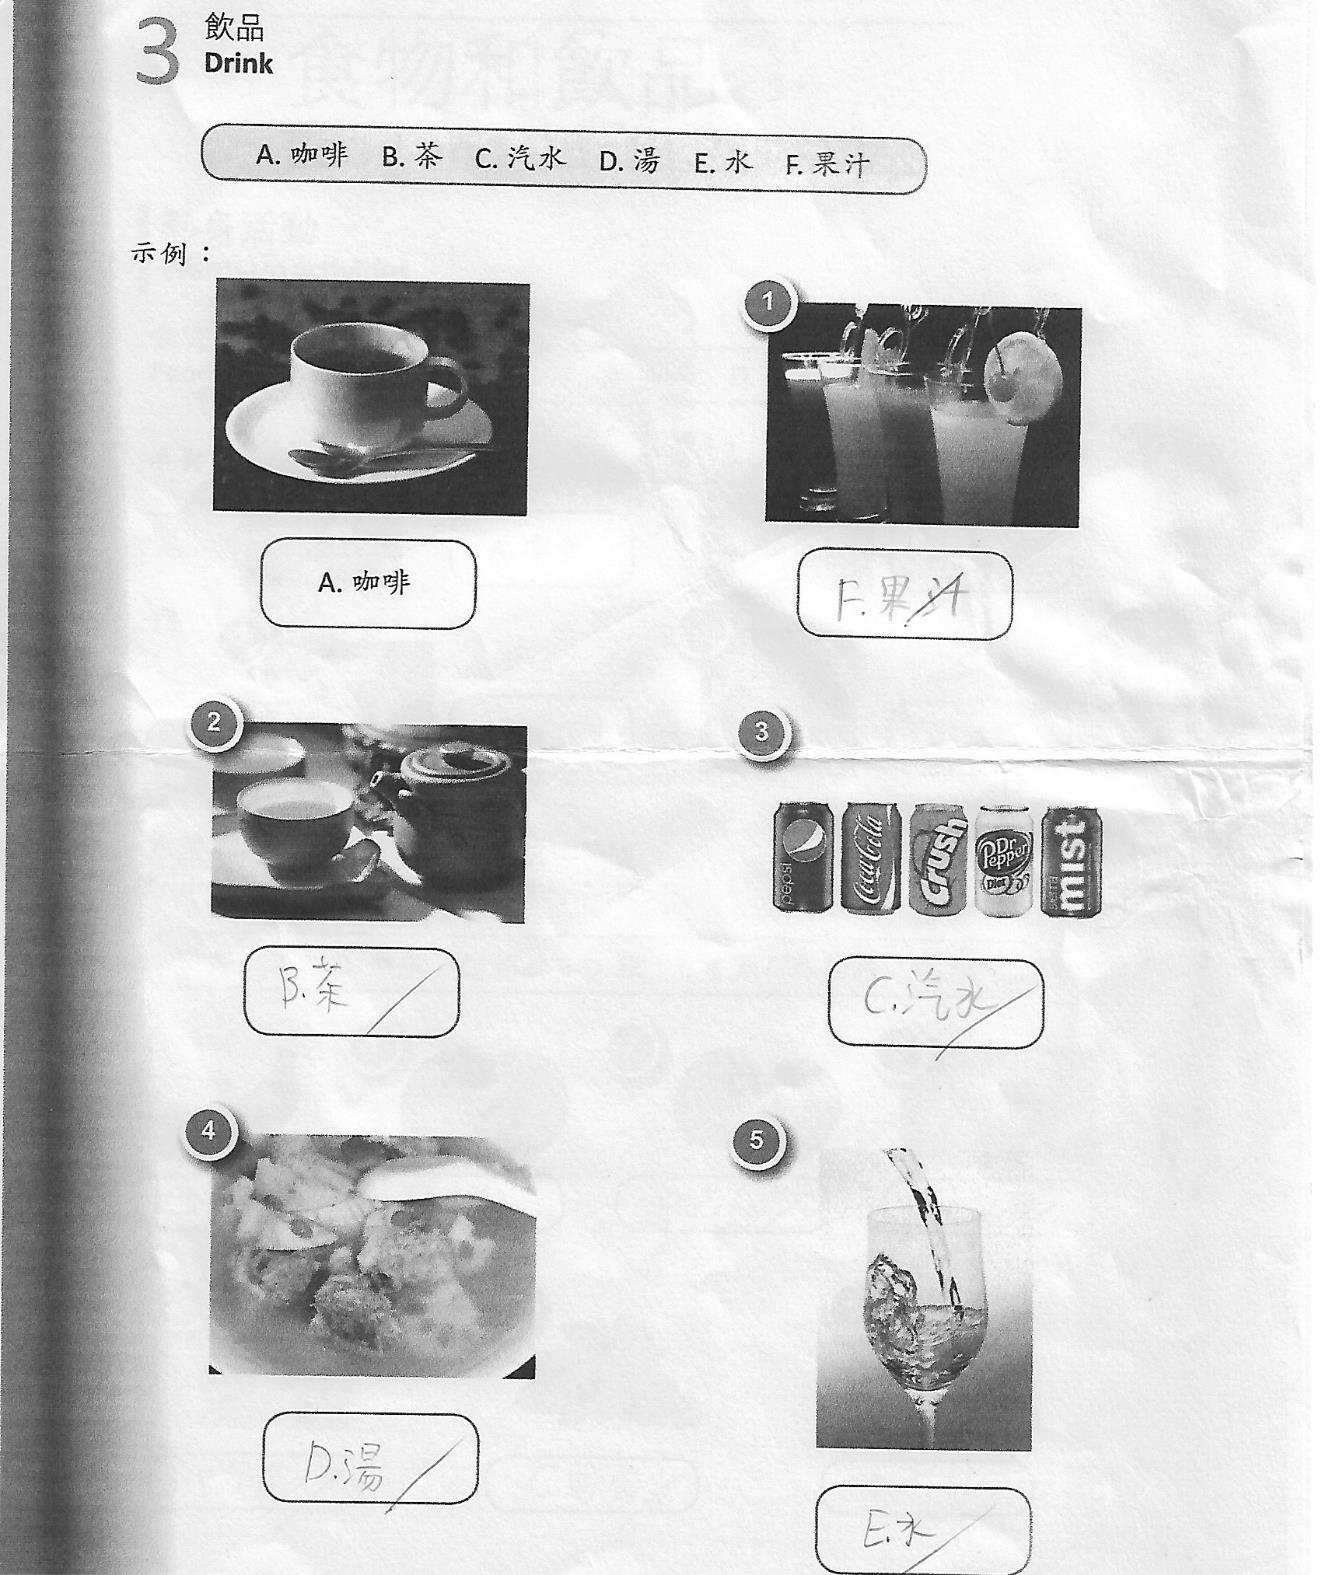 3 飲品
Drink
A. 咖啡 B. 茶 C. 汽水 D. 湯 E. 水 F. 果汁
示例：
1
A. 咖啡
F. 果汁
2
3
pepsi Coca-Cola Crush Dr Pepper Diet mist
B. 茶
C. 汽水
4
5
D. 湯
E. 水